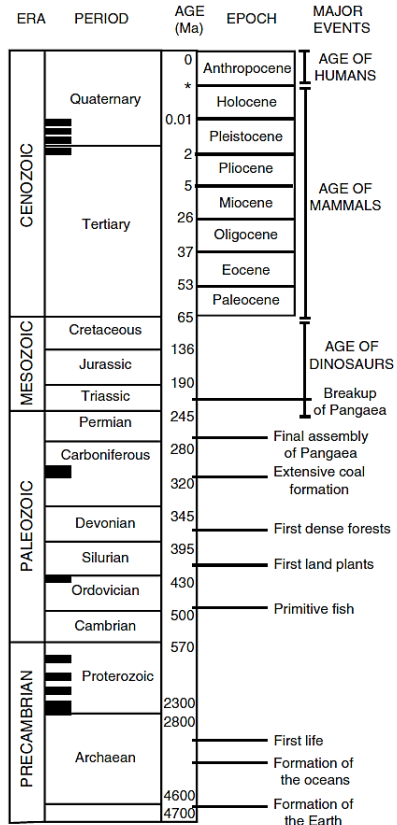 ERA PERIOD AGE (Ma) EPOCH MAJOR EVENTS
CENOZOIC
MESOZOIC
PALEOZOIC
PRECAMBRIAN
Quaternary
Tertiary
Cretaceous
Jurassic
Triassic
Permian
Carboniferous
Devonian
Silurian
Ordovician
Cambrian
Proterozoic
Archaean
0
*
0.01
2
5
26
37
53
65
136
190
245
280
320
345
395
430
500
570
2300
2800
4600
4700
Anthropocene
Holocene
Pleistocene
Pliocene
Miocene
Oligocene
Eocene
Paleocene
AGE OF
HUMANS
AGE OF
MAMMALS
AGE OF
DINOSAURS
Breakup
of Pangaea
Final assembly
of Pangaea
Extensive coal
formation
First dense forests
First land plants
Primitive fish
First life
Formation of
the oceans
Formation of
the Earth